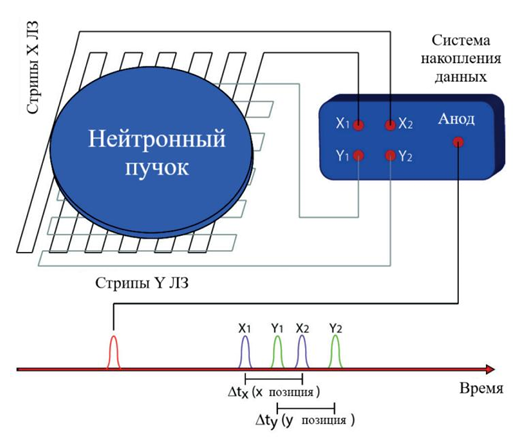 Стрипы X ЛЗ
Нейтронный
пучок
Стрипы Y ЛЗ
Система
накопления
данных
X1
X2
Анод
Y1
Y2
X1
Y1
X2
Y2
Δtx (x позиция)
Δty (y позиция)
Время